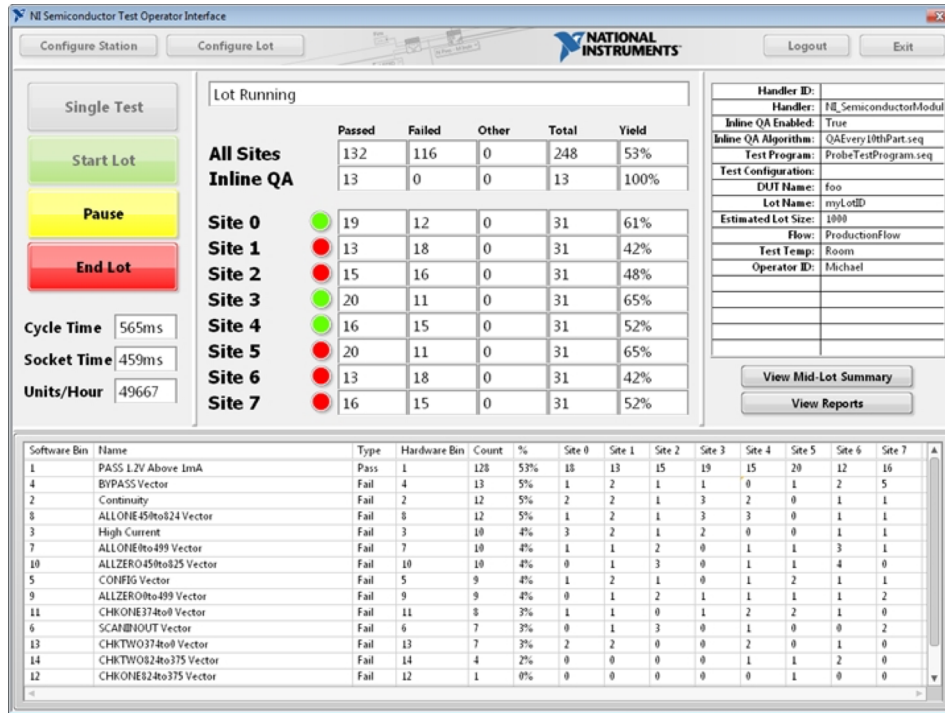 NI Semiconductor Test Operator Interface
Configure Station Configure Lot NATIONAL INSTRUMENTS Logout Exit
Single Test
Start Lot
Pause
End Lot
Cycle Time 565ms
Socket Time 459ms
Units/Hour 49667
Lot Running
Passed Failed Other Total Yield
All Sites 132 116 0 248 53%
Inline QA 13 0 0 13 100%
Site 0 19 12 0 31 61%
Site 1 13 18 0 31 42%
Site 2 15 16 0 31 48%
Site 3 20 11 0 31 65%
Site 4 16 15 0 31 52%
Site 5 20 11 0 31 65%
Site 6 13 18 0 31 42%
Site 7 16 15 0 31 52%
Handler ID:
Handler: NI_SemiconductorModul
Inline QA Enabled: True
Inline QA Algorithm: QAEvery10thPart.seq
Test Program: ProbeTestProgram.seq
Test Configuration:
DUT Name: foo
Lot Name: myLotID
Estimated Lot Size: 1000
Flow: ProductionFlow
Test Temp: Room
Operator ID: Michael
View Mid-Lot Summary
View Reports
Software Bin Name Type Hardware Bin Count % Site 0 Site 1 Site 2 Site 3 Site 4 Site 5 Site 6 Site 7
1 PASS 1.2V Above 1mA Pass 1 128 53% 18 13 15 19 15 20 12 16
4 BYPASS Vector Fail 4 13 5% 1 2 1 1 0 1 2 5
2 Continuity Fail 2 12 5% 2 2 1 3 2 0 1 1
8 ALLONE450to824 Vector Fail 8 12 5% 1 2 1 3 3 0 1 1
3 High Current Fail 3 10 4% 3 2 1 2 0 0 1 1
7 ALLONE0to499 Vector Fail 7 10 4% 1 1 2 0 1 1 3 1
10 ALLZERO450to825 Vector Fail 10 10 4% 0 1 3 0 1 1 4 0
5 CONFIG Vector Fail 5 9 4% 1 2 1 0 1 2 1 1
9 ALLZERO0to499 Vector Fail 9 9 4% 0 1 2 1 1 1 1 2
11 CHKONE374to0 Vector Fail 11 8 3% 1 1 0 1 2 2 1 0
6 SCANINOUT Vector Fail 6 7 3% 0 1 3 0 1 0 0 2
13 CHKTWO374to0 Vector Fail 13 7 3% 2 2 0 0 2 0 1 0
14 CHKTWO824to375 Vector Fail 14 4 2% 0 0 0 0 1 1 2 0
12 CHKONE824to375 Vector Fail 12 1 0% 0 0 0 0 0 1 0 0